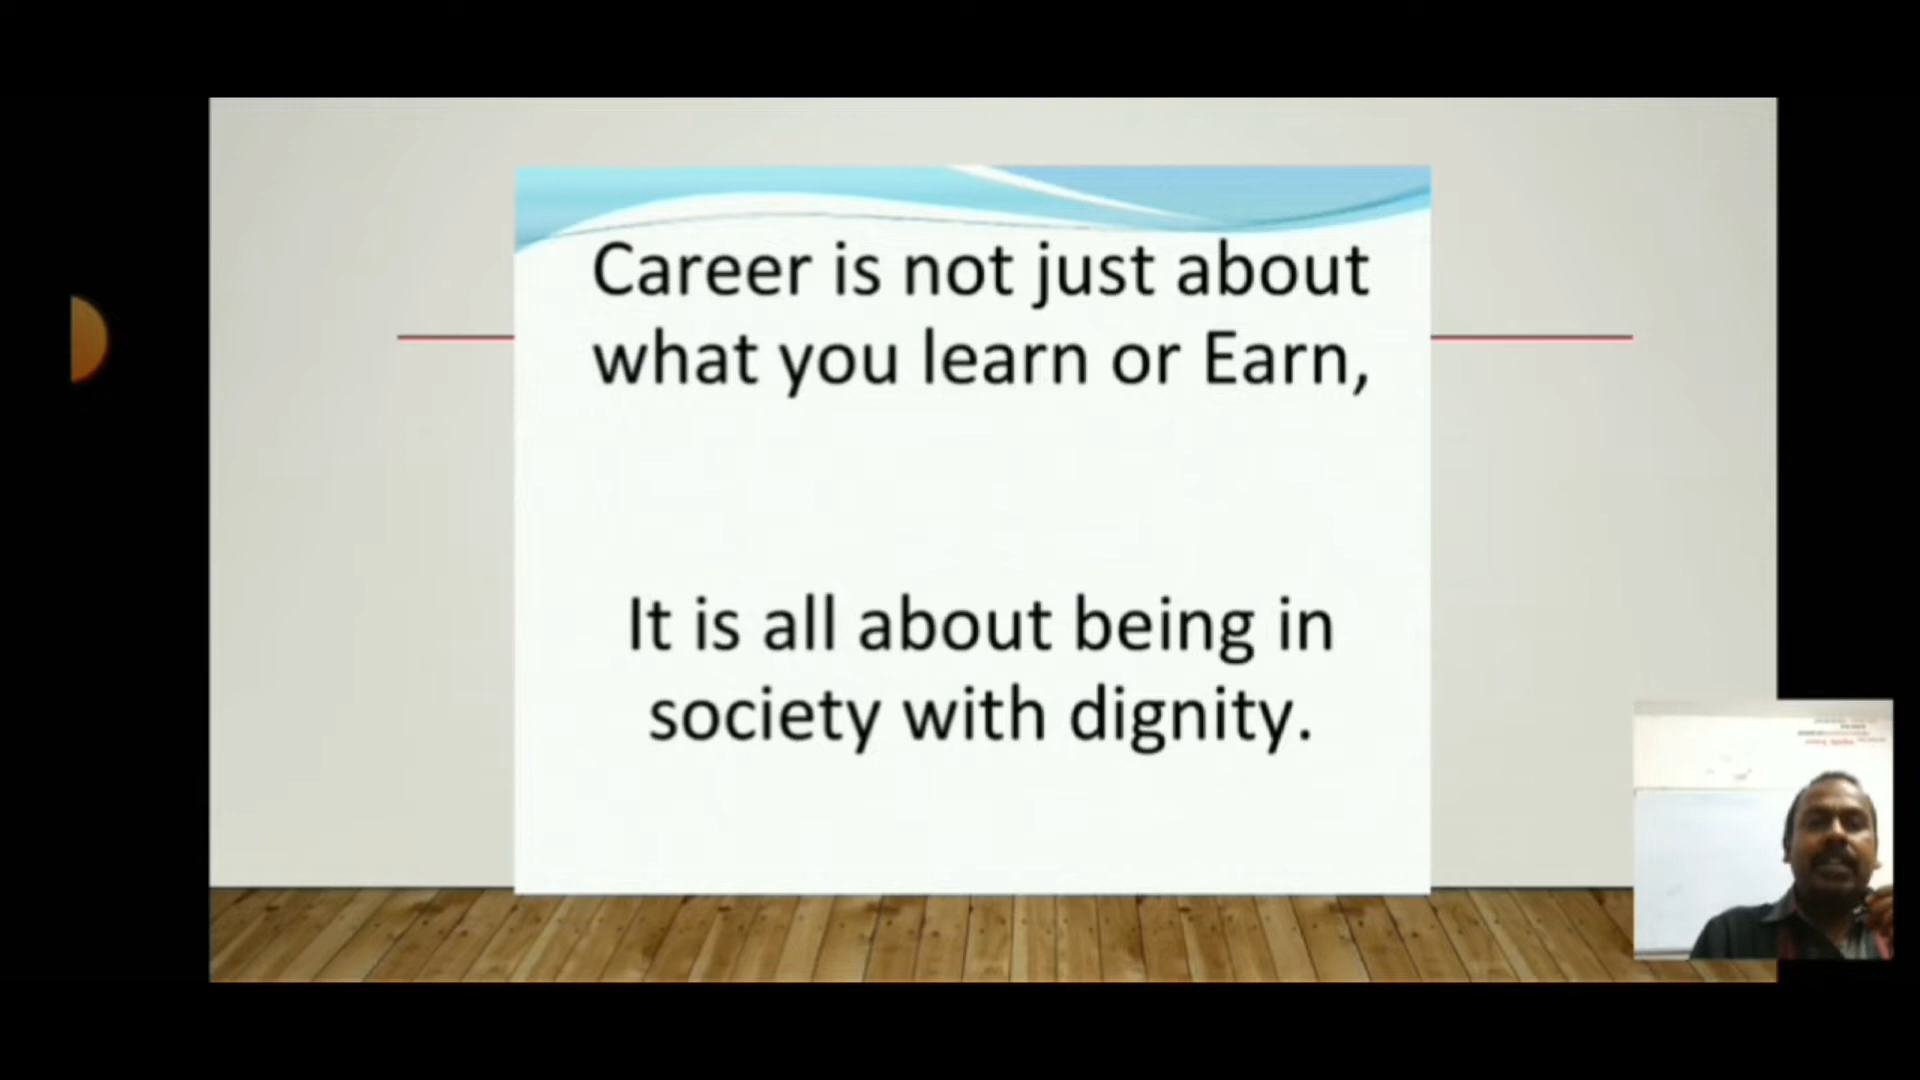 Career is not just about
what you learn or Earn,
It is all about being in
society with dignity.